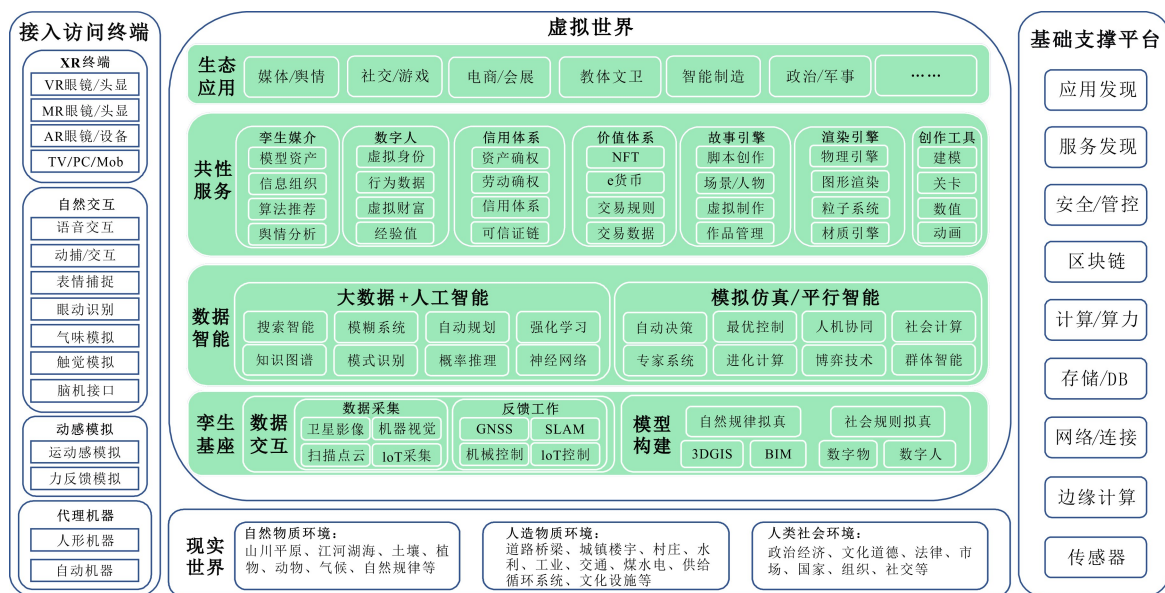 接入访问终端
XR终端
VR眼镜/头显
MR眼镜/头显
AR眼镜/设备
TV/PC/Mob
自然交互
语音交互
动捕/交互
表情捕捉
眼动识别
气味模拟
触觉模拟
脑机接口
动感模拟
运动感模拟
力反馈模拟
代理机器
人形机器
自动机器
虚拟世界
生态
应用
媒体/舆情
社交/游戏
电商/会展
教体文卫
智能制造
政治/军事
……
共性
服务
孪生媒介
模型资产
信息组织
算法推荐
舆情分析
数字人
虚拟身份
行为数据
虚拟财富
经验值
信用体系
资产确权
劳动确权
信用体系
可信证链
价值体系
NFT
e货币
交易规则
交易数据
故事引擎
脚本创作
场景/人物
虚拟制作
作品管理
渲染引擎
物理引擎
图形渲染
粒子系统
材质引擎
创作工具
建模
关卡
数值
动画
数据
智能
大数据+人工智能
搜索智能
模糊系统
自动规划
强化学习
知识图谱
模式识别
概率推理
神经网络
模拟仿真/平行智能
自动决策
最优控制
人机协同
社会计算
专家系统
进化计算
博弈技术
群体智能
孪生
基座
数据
交互
数据采集
卫星影像
机器视觉
扫描点云
IoT采集
反馈工作
GNSS
SLAM
机械控制
IoT控制
模型
构建
自然规律拟真
社会规则拟真
3DGIS
BIM
数字物
数字人
现实
世界
自然物质环境：
山川平原、江河湖海、土壤、植
物、动物、气候、自然规律等
人造物质环境：
道路桥梁、城镇楼宇、村庄、水
利、工业、交通、煤水电、供给
循环系统、文化设施等
人类社会环境：
政治经济、文化道德、法律、市
场、国家、组织、社交等
基础支撑平台
应用发现
服务发现
安全/管控
区块链
计算/算力
存储/DB
网络/连接
边缘计算
传感器